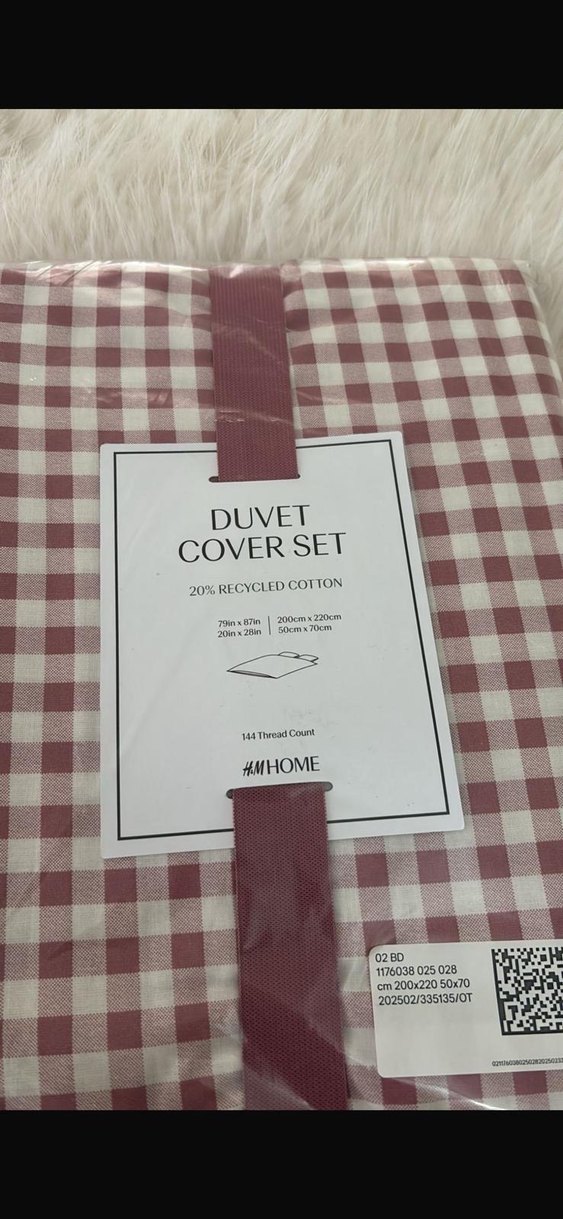 DUVET
COVER SET
20% RECYCLED COTTON
79in x 87in | 200cm x 220cm
20in x 28in | 50cm x 70cm
144 Thread Count
H&M HOME
02 BD
1176038 025 028
cm 200x220 50x70
202502/335135/OT